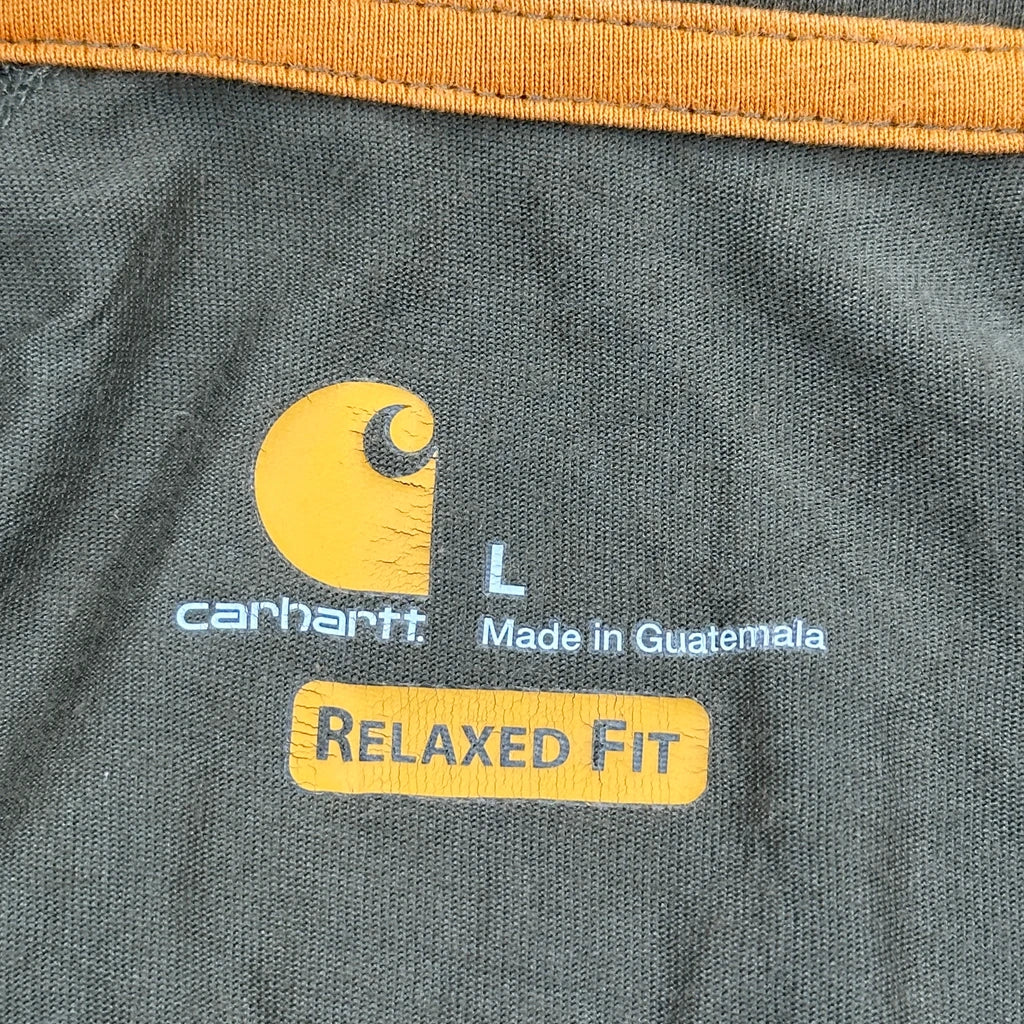 L
carhartt.
Made in Guatemala
RELAXED FIT